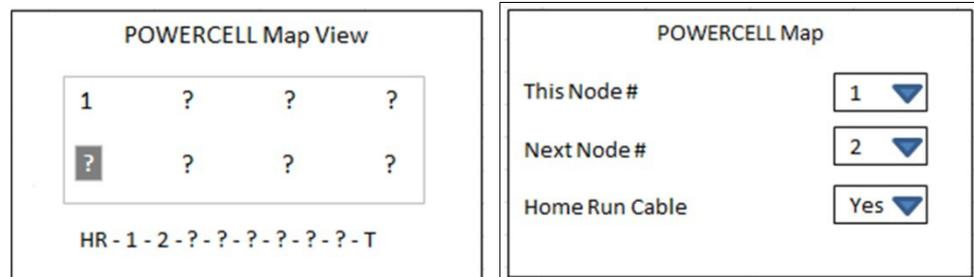 POWERCELL Map View
1 ? ? ?
? ? ? ?
HR - 1 - 2 - ? - ? - ? - ? - ? - ? - T
POWERCELL Map
This Node # 1
Next Node # 2
Home Run Cable Yes